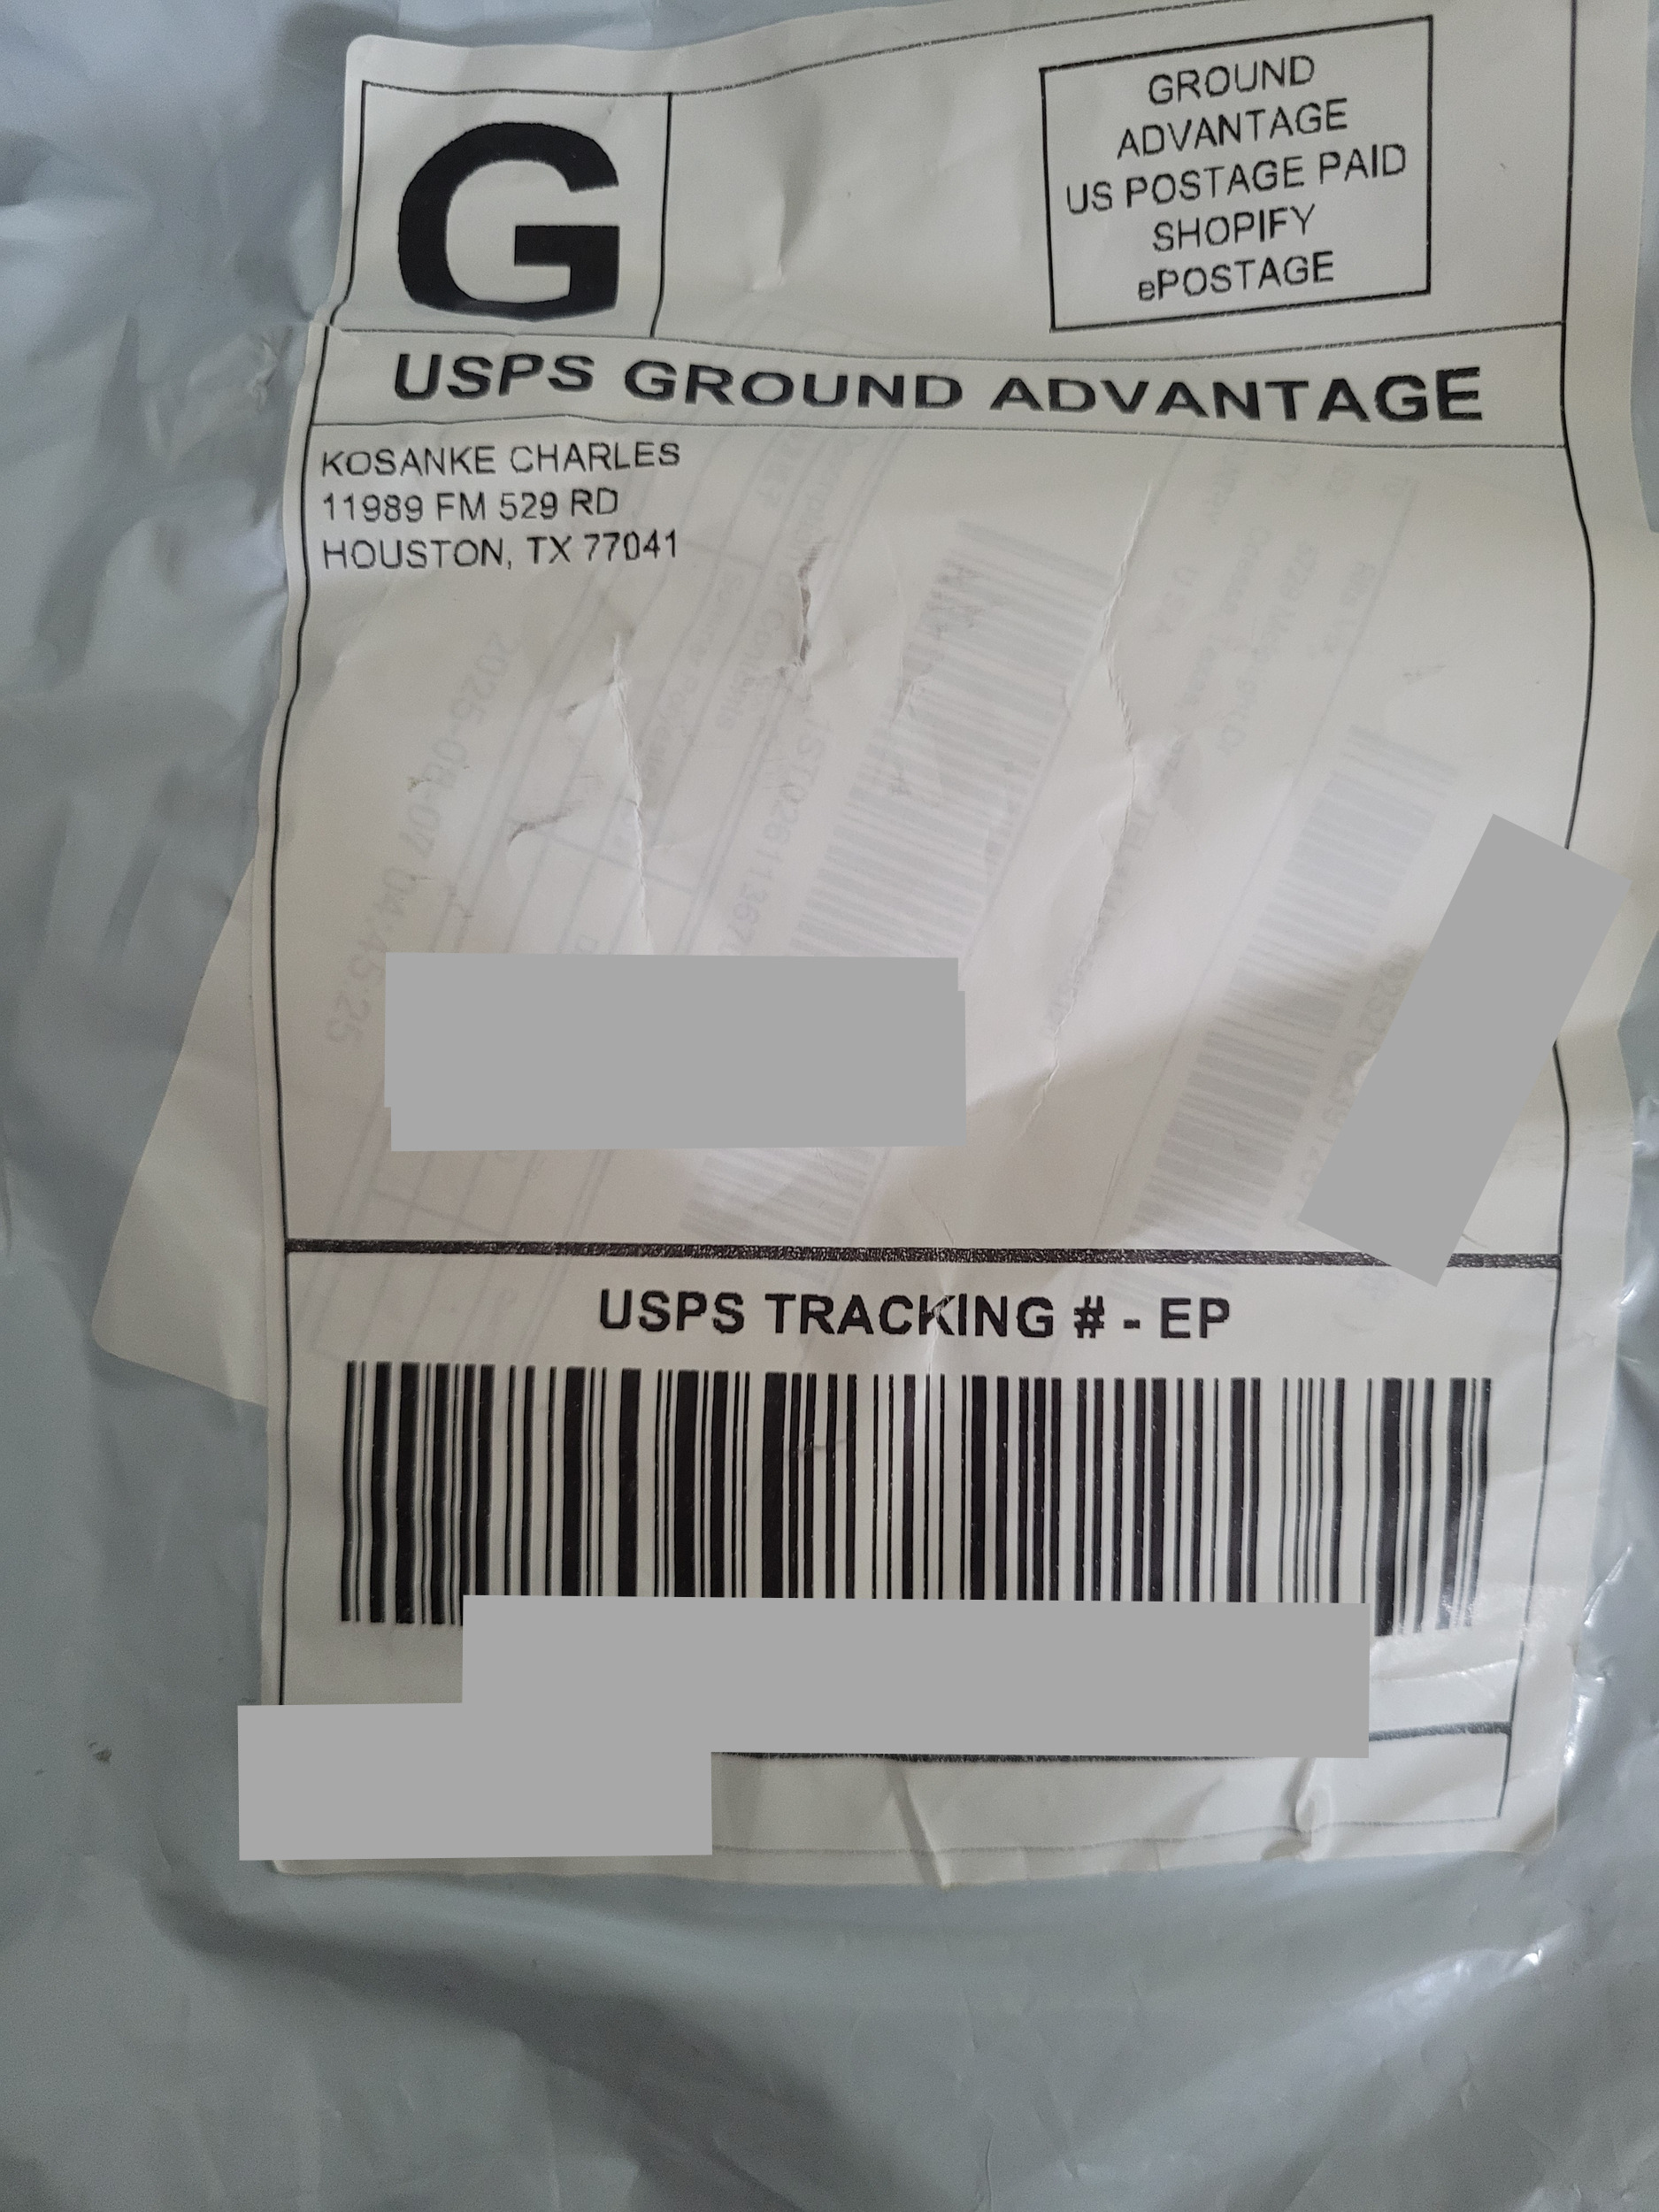 G
GROUND
ADVANTAGE
US POSTAGE PAID
SHOPIFY
ePOSTAGE
USPS GROUND ADVANTAGE
KOSANKE CHARLES
11989 FM 529 RD
HOUSTON, TX 77041
USPS TRACKING # - EP